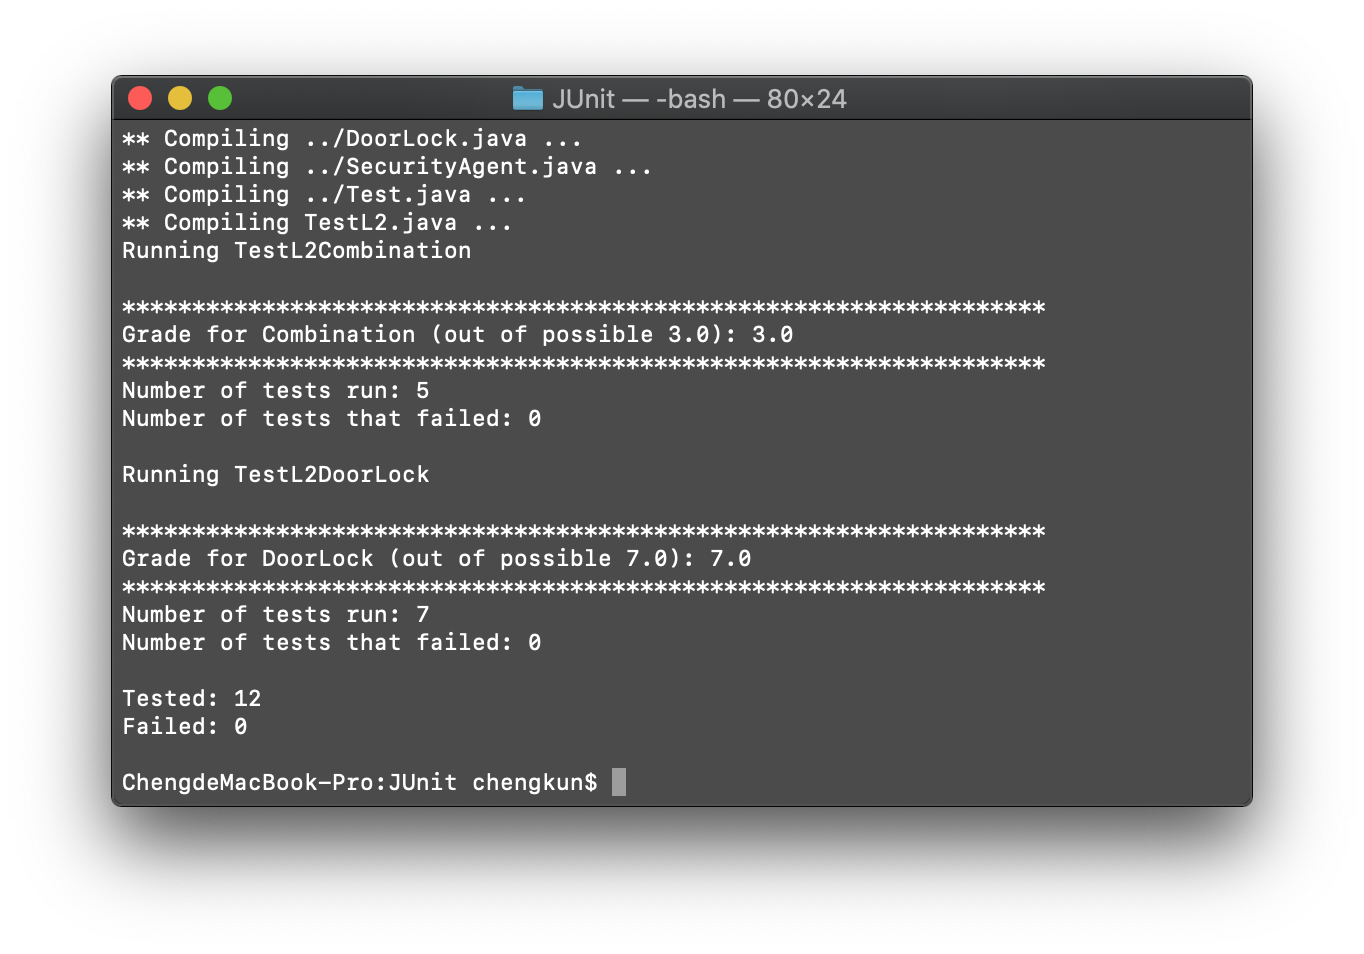 JUnit — -bash — 80×24
** Compiling ../DoorLock.java ...
** Compiling ../SecurityAgent.java ...
** Compiling ../Test.java ...
** Compiling TestL2.java ...
Running TestL2Combination
******************************************************************
Grade for Combination (out of possible 3.0): 3.0
******************************************************************
Number of tests run: 5
Number of tests that failed: 0
Running TestL2DoorLock
******************************************************************
Grade for DoorLock (out of possible 7.0): 7.0
******************************************************************
Number of tests run: 7
Number of tests that failed: 0
Tested: 12
Failed: 0
ChengdeMacBook-Pro:JUnit chengkun$